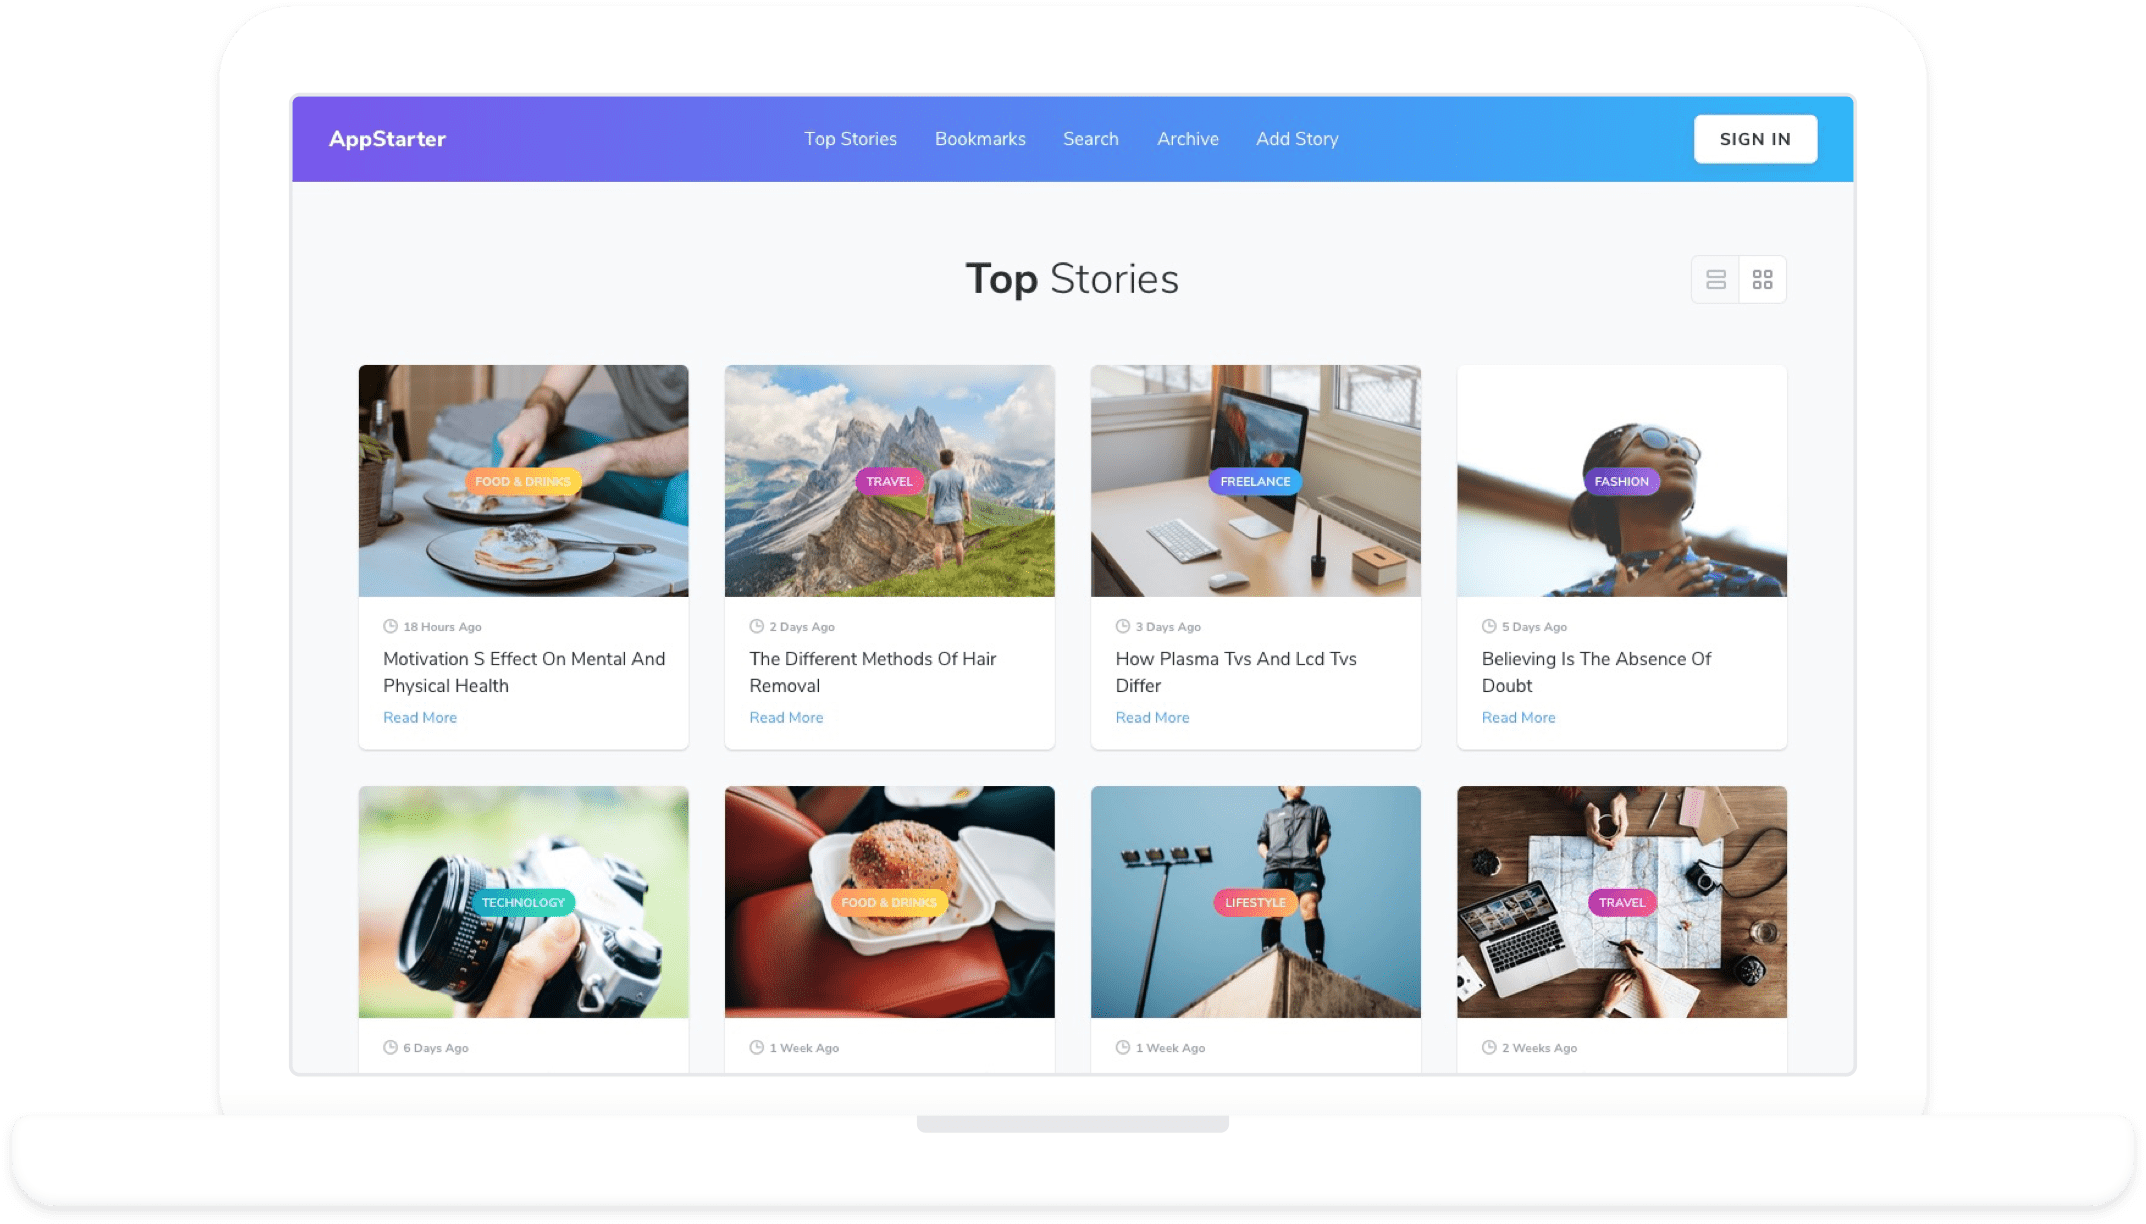 AppStarter
Top Stories
Bookmarks
Search
Archive
Add Story
SIGN IN
Top Stories
FOOD & DRINKS
TRAVEL
FREELANCE
FASHION
18 Hours Ago
Motivation S Effect On Mental And
Physical Health
Read More
2 Days Ago
The Different Methods Of Hair
Removal
Read More
3 Days Ago
How Plasma Tvs And Lcd Tvs
Differ
Read More
5 Days Ago
Believing Is The Absence Of
Doubt
Read More
TECHNOLOGY
FOOD & DRINKS
LIFESTYLE
TRAVEL
6 Days Ago
1 Week Ago
1 Week Ago
2 Weeks Ago